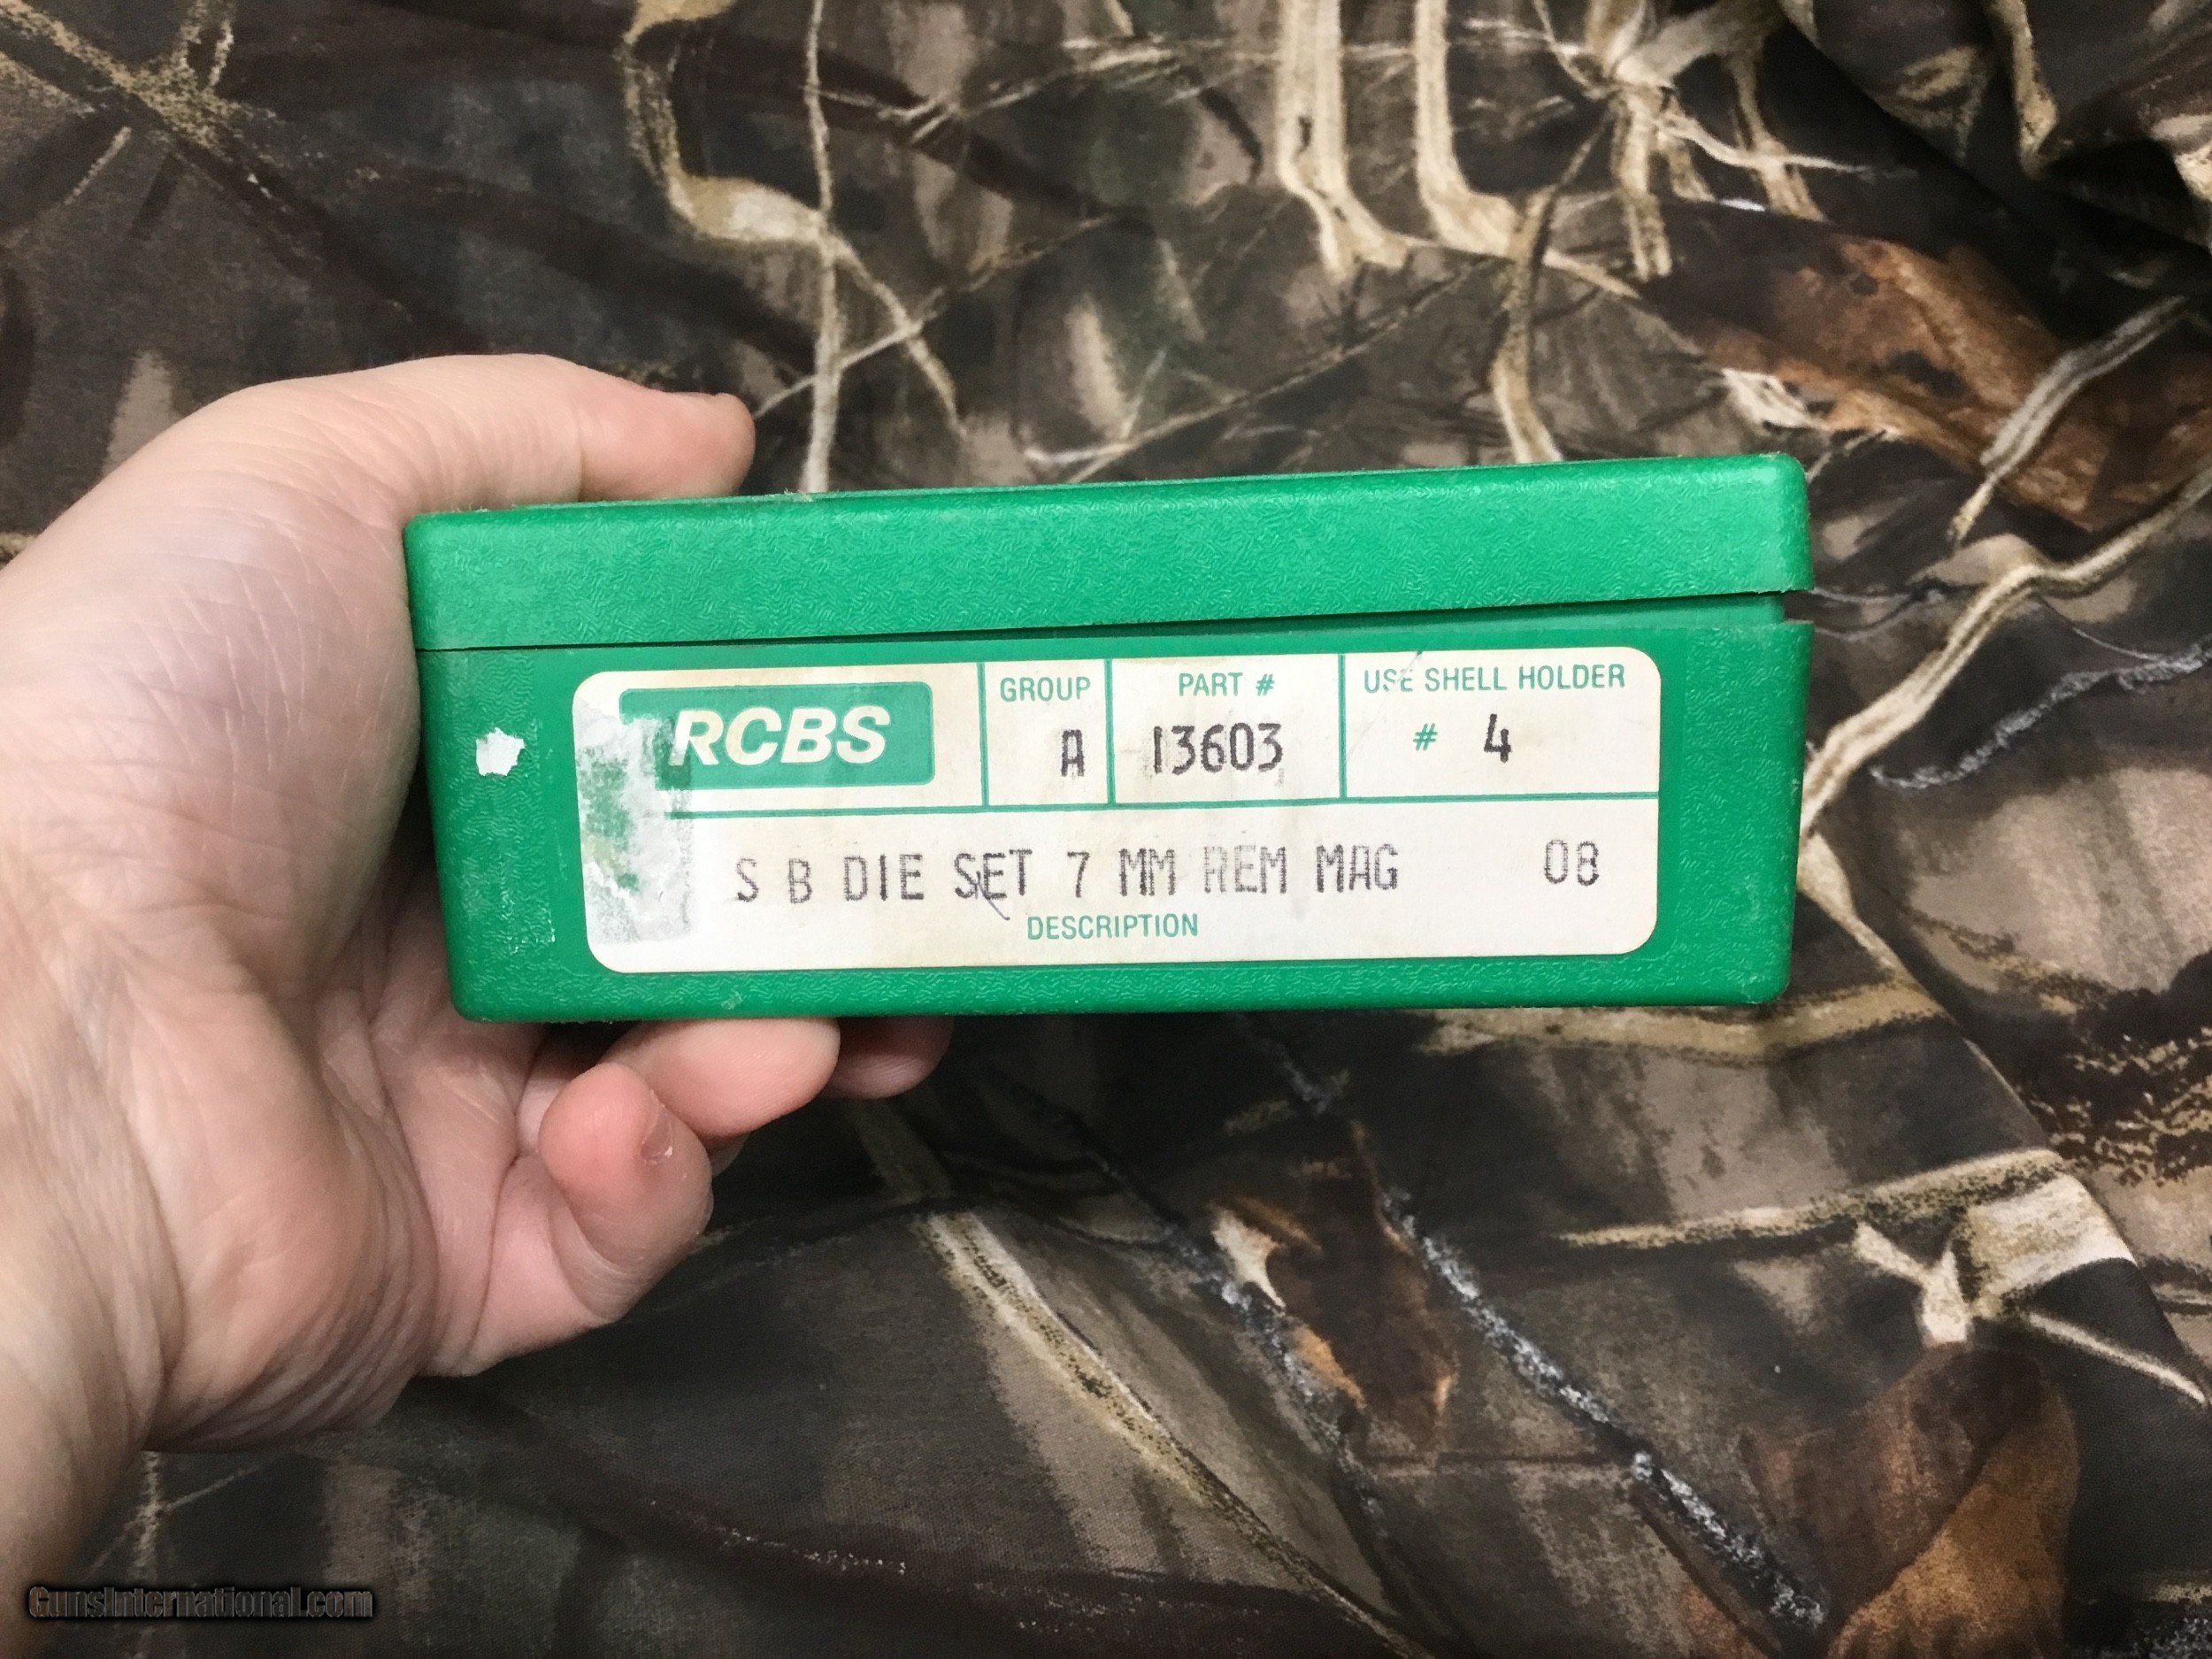 RCBS
GROUP
A
PART #
13603
USE SHELL HOLDER
# 4
S B DIE SET 7 MM REM MAG 08
DESCRIPTION
GunsInternational.com